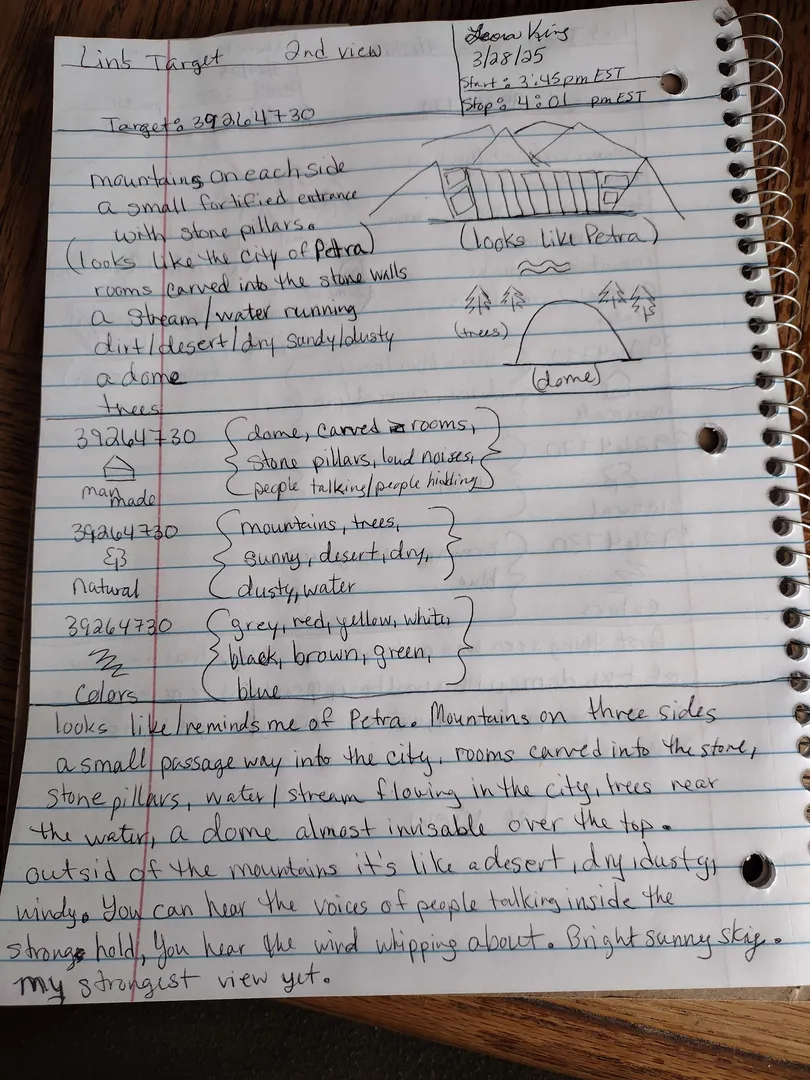 Lin's Target 2nd view
Leora King
3/28/25
Start: 3:45pm EST
Stop: 4:01 pm EST
Target: 39264730
mountains on each side
a small fortified entrance
with stone pillars.
(looks like the city of Petra)
rooms carved into the stone walls
a stream/water running
dirt/desert/dry sandy/dusty
a dome
trees
(looks like Petra)
(trees)
(dome)
39264730
man made
dome, carved rooms,
stone pillars, loud noises,
people talking/people hidding
39264730
natural
mountains, trees,
sunny, desert, dry,
dusty, water
39264730
Colors
grey, red, yellow, white,
black, brown, green,
blue
looks like/reminds me of Petra. Mountains on three sides
a small passage way into the city, rooms carved into the stone,
stone pillars, water/stream flowing in the city, trees near
the water, a dome almost invisable over the top.
outsid of the mountains it's like a desert, dry, dusty,
windy. You can hear the voices of people talking inside the
strong hold, You hear the wind whipping about. Bright sunny sky.
my strongest view yet.